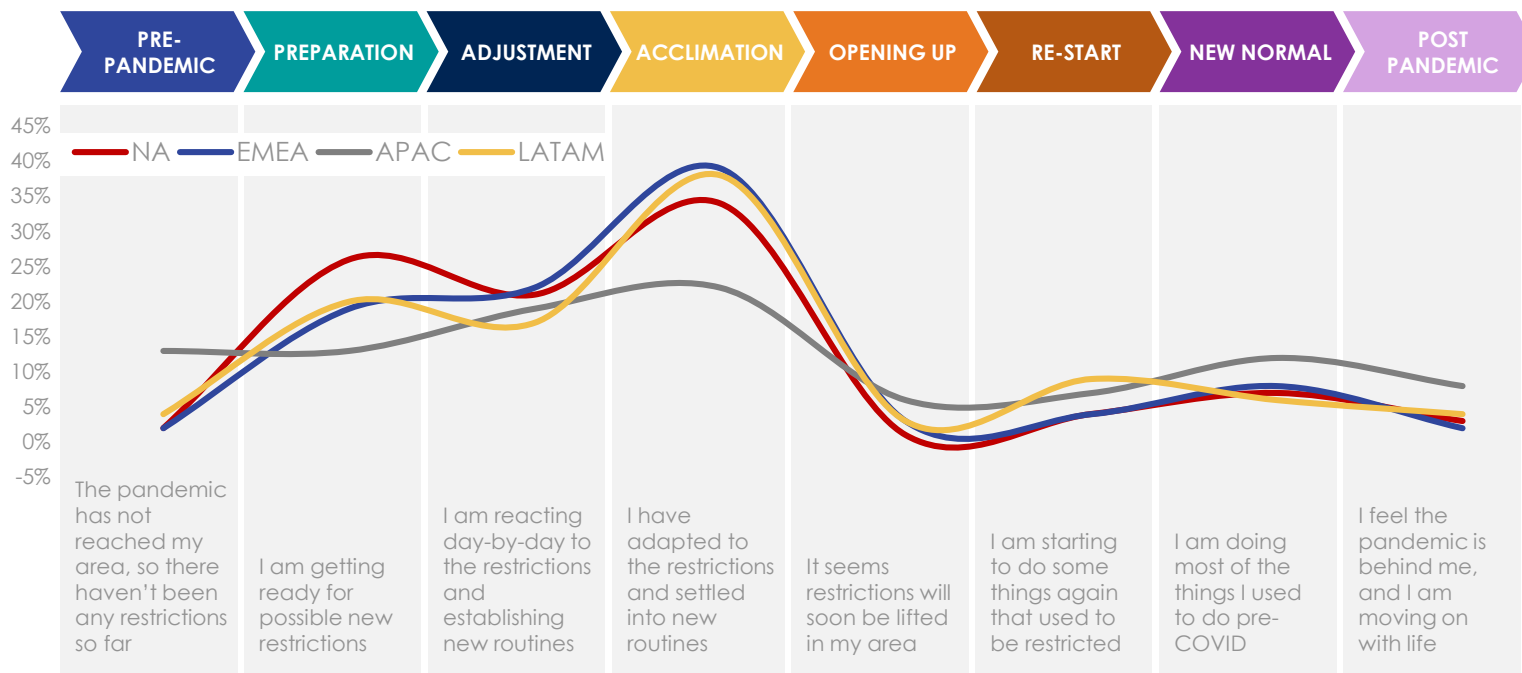 PRE-
PANDEMIC
PREPARATION
ADJUSTMENT
ACCLIMATION
OPENING UP
RE-START
NEW NORMAL
POST
PANDEMIC
45%
40%
35%
30%
25%
20%
15%
10%
5%
0%
-5%
NA
EMEA
APAC
LATAM
The pandemic
has not
reached my
area, so there
haven’t been
any restrictions
so far
I am getting
ready for
possible new
restrictions
I am reacting
day-by-day to
the restrictions
and
establishing
new routines
I have
adapted to
the restrictions
and settled
into new
routines
It seems
restrictions will
soon be lifted
in my area
I am starting
to do some
things again
that used to
be restricted
I am doing
most of the
things I used
to do pre-
COVID
I feel the
pandemic is
behind me,
and I am
moving on
with life